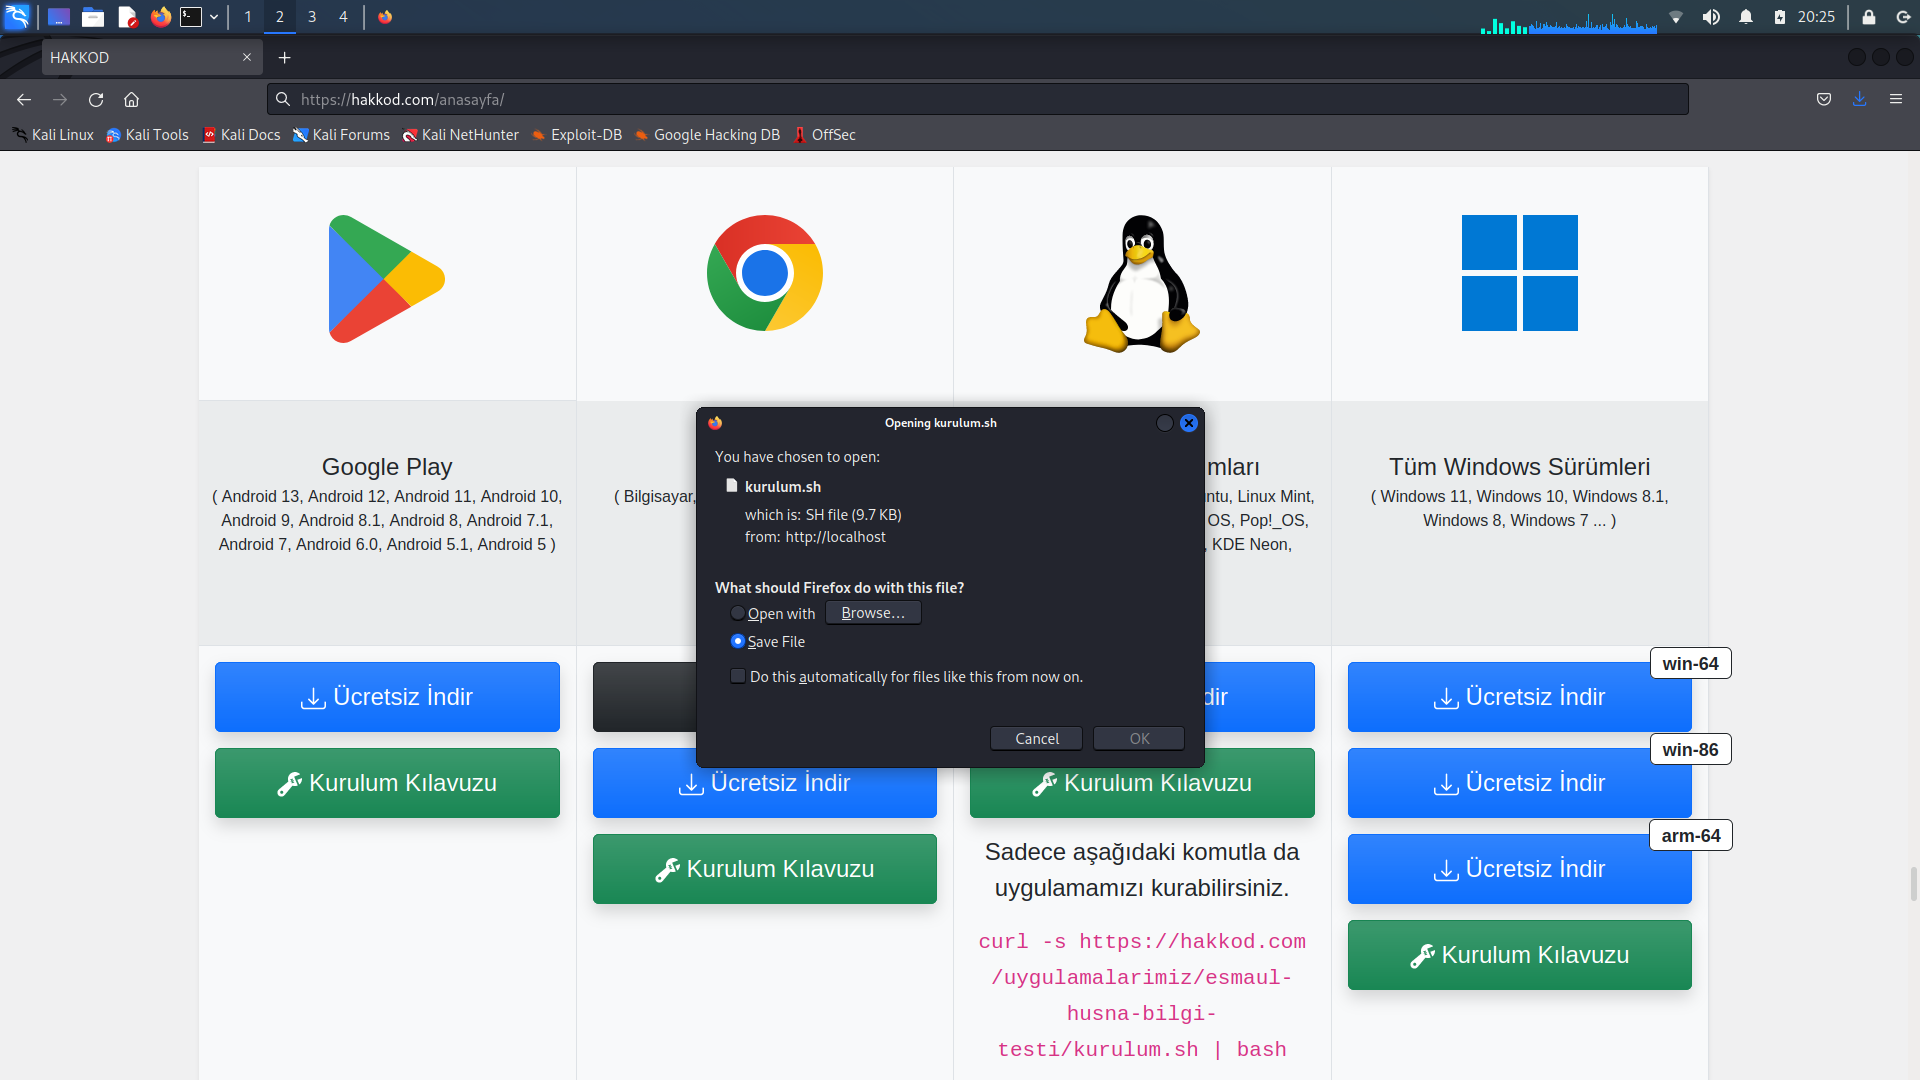 1 2 3 4 20:25
HAKKOD
https://hakkod.com/anasayfa/
Kali Linux Kali Tools Kali Docs Kali Forums Kali NetHunter Exploit-DB Google Hacking DB OffSec
Google Play
( Android 13, Android 12, Android 11, Android 10,
Android 9, Android 8.1, Android 8, Android 7.1,
Android 7, Android 6.0, Android 5.1, Android 5 )
Ücretsiz İndir
Kurulum Kılavuzu
( Bilgisayar,
Ücretsiz İndir
Kurulum Kılavuzu
Opening kurulum.sh
You have chosen to open:
kurulum.sh
which is: SH file (9.7 KB)
from: http://localhost
What should Firefox do with this file?
Open with Browse...
Save File
Do this automatically for files like this from now on.
Cancel OK
mları
ntu, Linux Mint,
OS, Pop!_OS,
, KDE Neon,
dir
Kurulum Kılavuzu
Sadece aşağıdaki komutla da
uygulamamızı kurabilirsiniz.
curl -s https://hakkod.com
/uygulamalarimiz/esmaul-
husna-bilgi-
testi/kurulum.sh | bash
Tüm Windows Sürümleri
( Windows 11, Windows 10, Windows 8.1,
Windows 8, Windows 7 ... )
win-64
Ücretsiz İndir
win-86
Ücretsiz İndir
arm-64
Ücretsiz İndir
Kurulum Kılavuzu